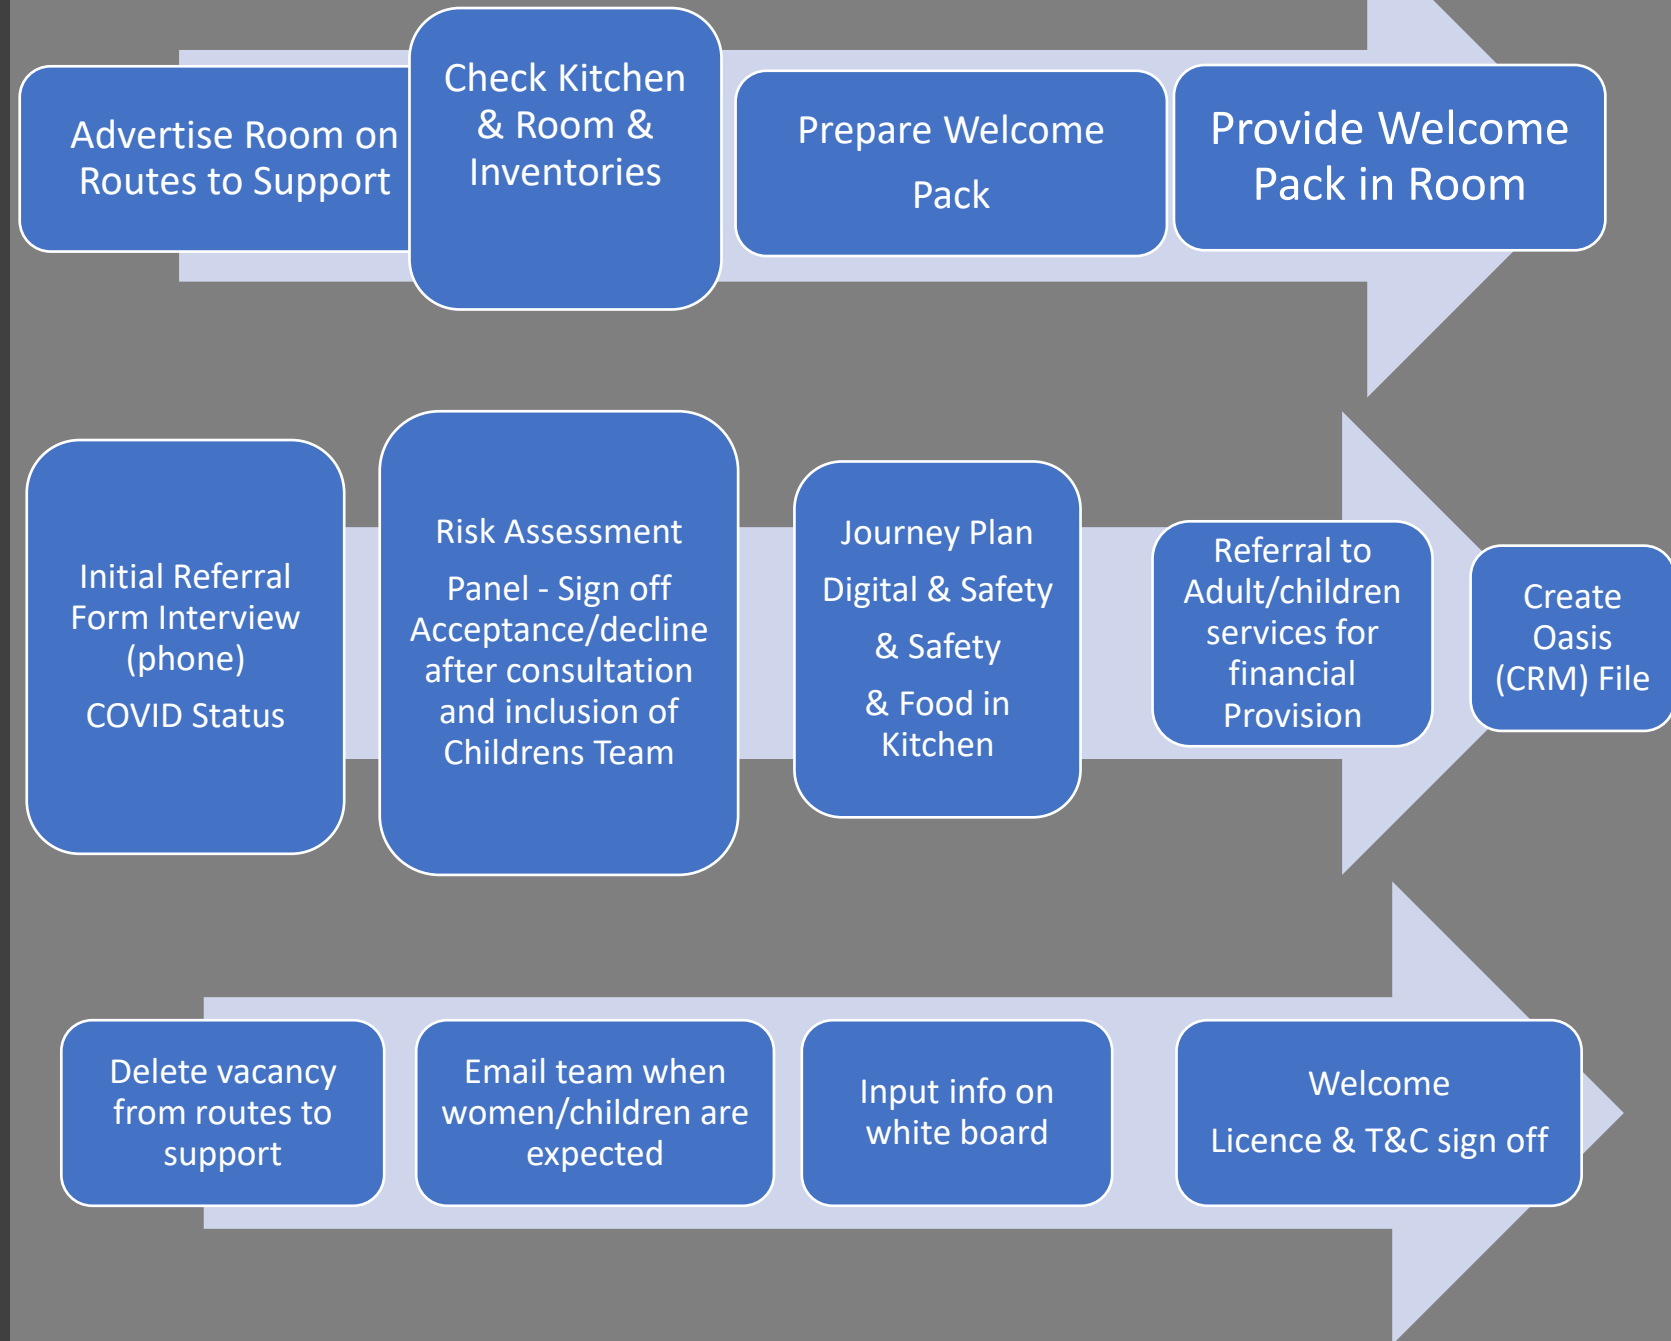 Advertise Room on
Routes to Support
Check Kitchen
& Room &
Inventories
Prepare Welcome
Pack
Provide Welcome
Pack in Room
Initial Referral
Form Interview
(phone)
COVID Status
Risk Assessment
Panel - Sign off
Acceptance/decline
after consultation
and inclusion of
Childrens Team
Journey Plan
Digital & Safety
& Safety
& Food in
Kitchen
Referral to
Adult/children
services for
financial
Provision
Create
Oasis
(CRM) File
Delete vacancy
from routes to
support
Email team when
women/children are
expected
Input info on
white board
Welcome
Licence & T&C sign off